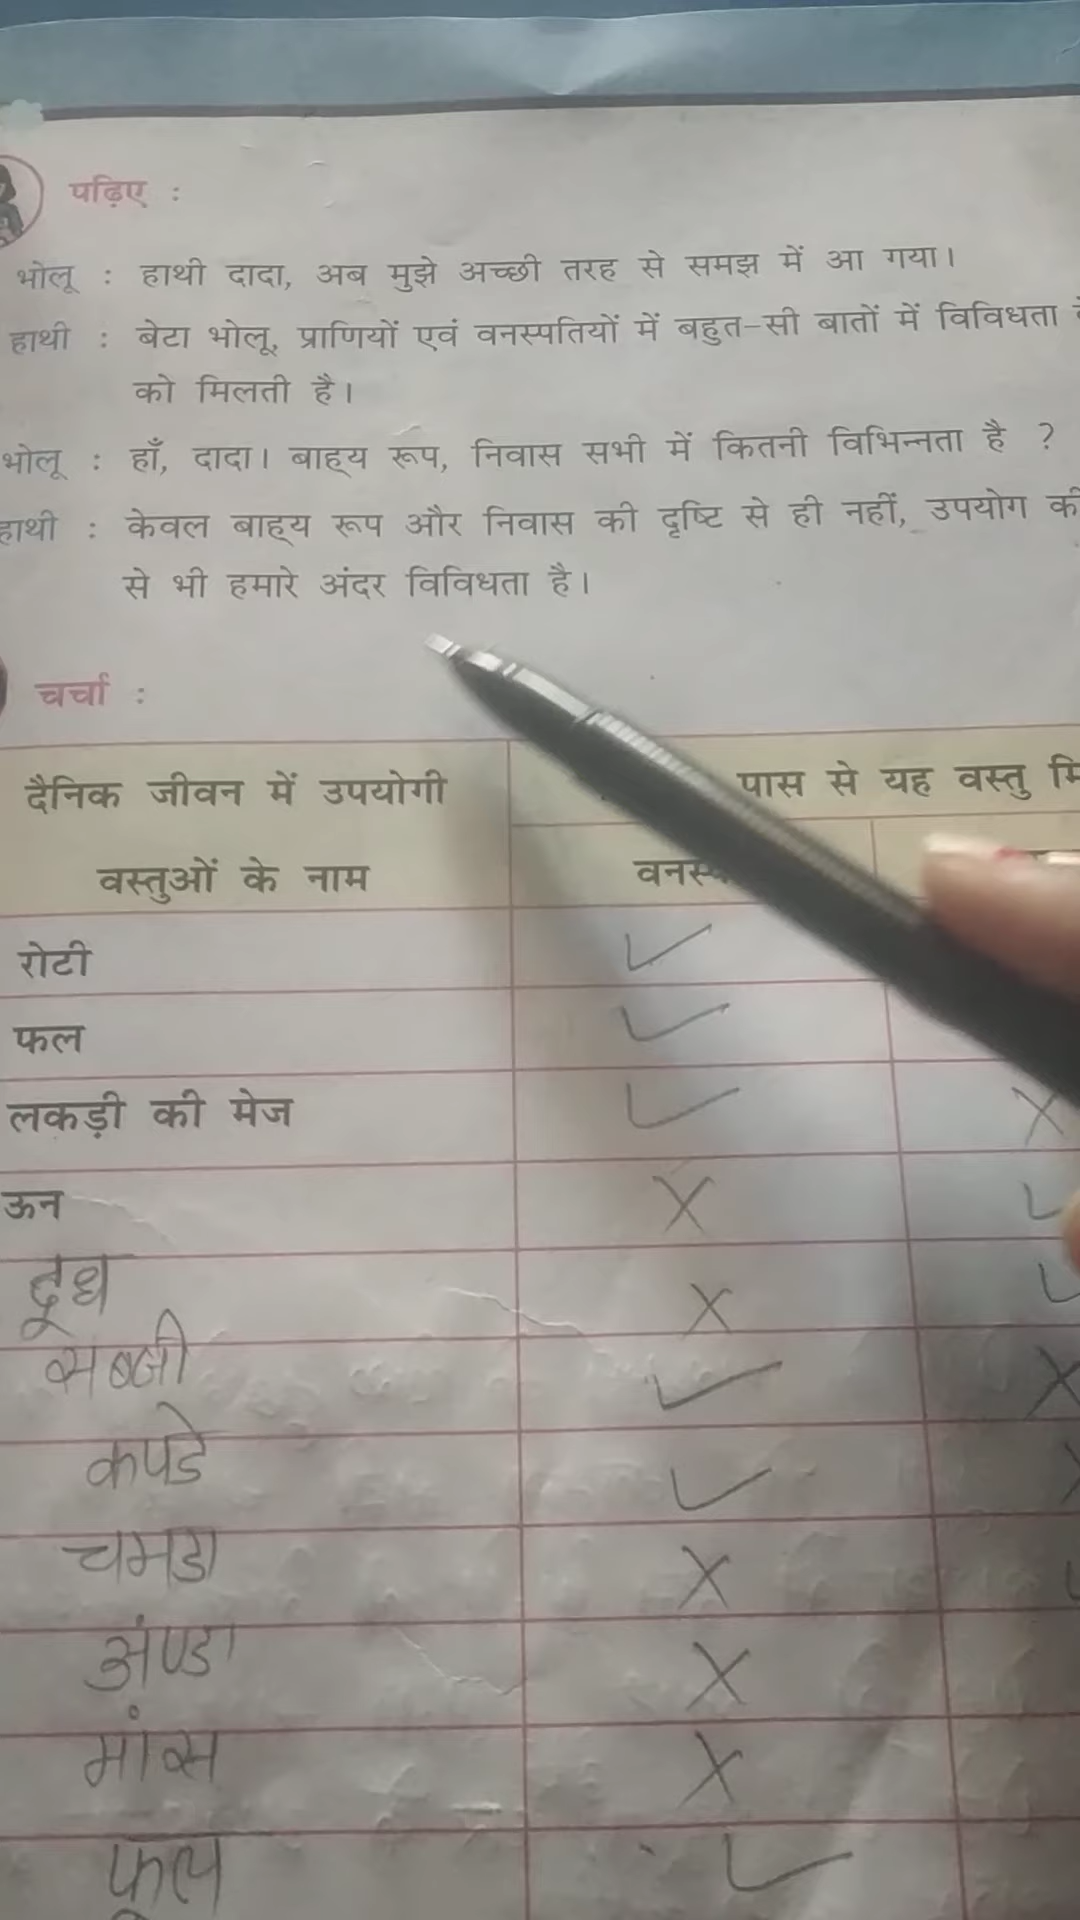 पढ़िए :
भोलू : हाथी दादा, अब मुझे अच्छी तरह से समझ में आ गया।
हाथी : बेटा भोलू, प्राणियों एवं वनस्पतियों में बहुत-सी बातों में विविधता
को मिलती है।
भोलू : हाँ, दादा। बाह्य रूप, निवास सभी में कितनी विभिन्नता है ?
हाथी : केवल बाह्य रूप और निवास की दृष्टि से ही नहीं, उपयोग की
से भी हमारे अंदर विविधता है।
चर्चा :
दैनिक जीवन में उपयोगी
वस्तुओं के नाम
पास से यह वस्तु
रोटी ✓
फल ✓
लकड़ी की मेज ✓ X
ऊन X ✓
दूध X ✓
सब्जी ✓ X
कपडे ✓ X
चमडा X
अंण्डा X
मांस X
फूल ✓